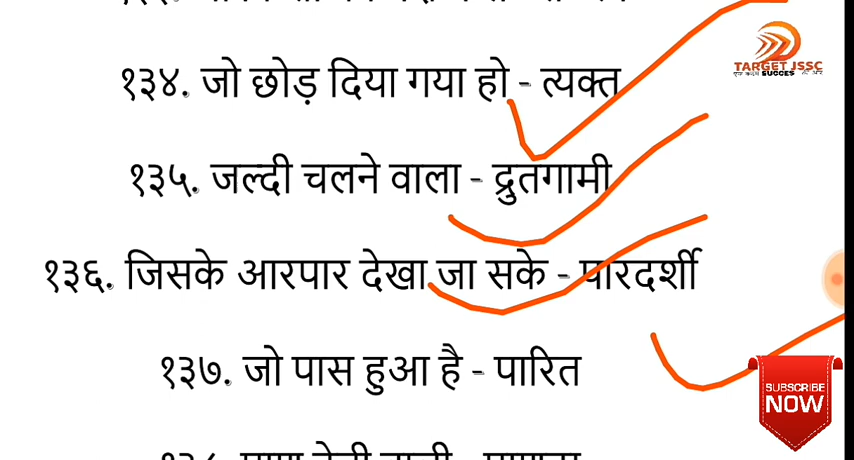 १३४. जो छोड़ दिया गया हो - त्यक्त
TARGET JSSC
१३५. जल्दी चलने वाला - द्रुतगामी
१३६. जिसके आरपार देखा जा सके - पारदर्शी
१३७. जो पास हुआ है - पारित
SUBSCRIBE
NOW